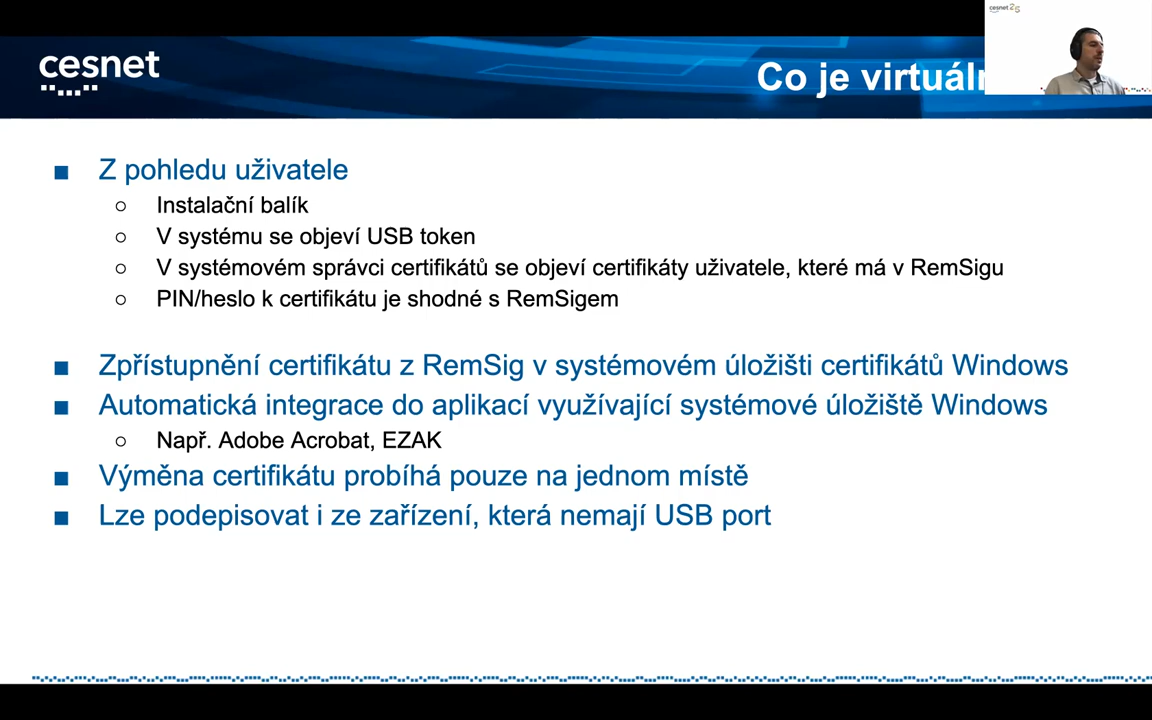 cesnet
cesnet
Co je virtuáln
Z pohledu uživatele
Instalační balík
V systému se objeví USB token
V systémovém správci certifikátů se objeví certifikáty uživatele, které má v RemSigu
PIN/heslo k certifikátu je shodné s RemSigem
Zpřístupnění certifikátu z RemSig v systémovém úložišti certifikátů Windows
Automatická integrace do aplikací využívající systémové úložiště Windows
Např. Adobe Acrobat, EZAK
Výměna certifikátu probíhá pouze na jednom místě
Lze podepisovat i ze zařízení, která nemají USB port